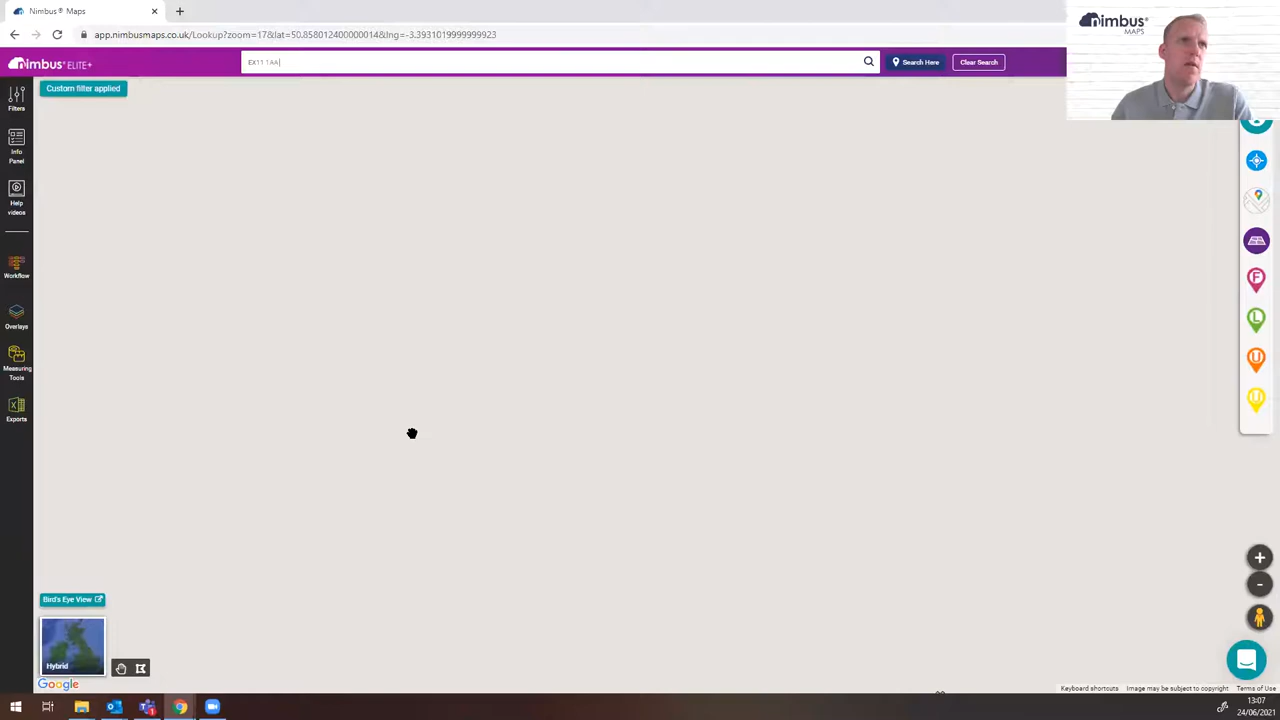 Nimbus® Maps
app.nimbusmaps.co.uk/Lookup?zoom=17&lat=50.85801240000014&lng=-3.3931019999999923
nimbus®
MAPS
Nimbus® ELITE+
EX11 1AA
Search Here
Clear Search
Custom filter applied
Filters
Info
Panel
Help
videos
Workflow
Overlays
Measuring
Tools
Exports
F
L
U
U
+
-
Bird's Eye View
Hybrid
Google
Keyboard shortcuts
Image may be subject to copyright
Terms of Use
13:07
24/06/2021